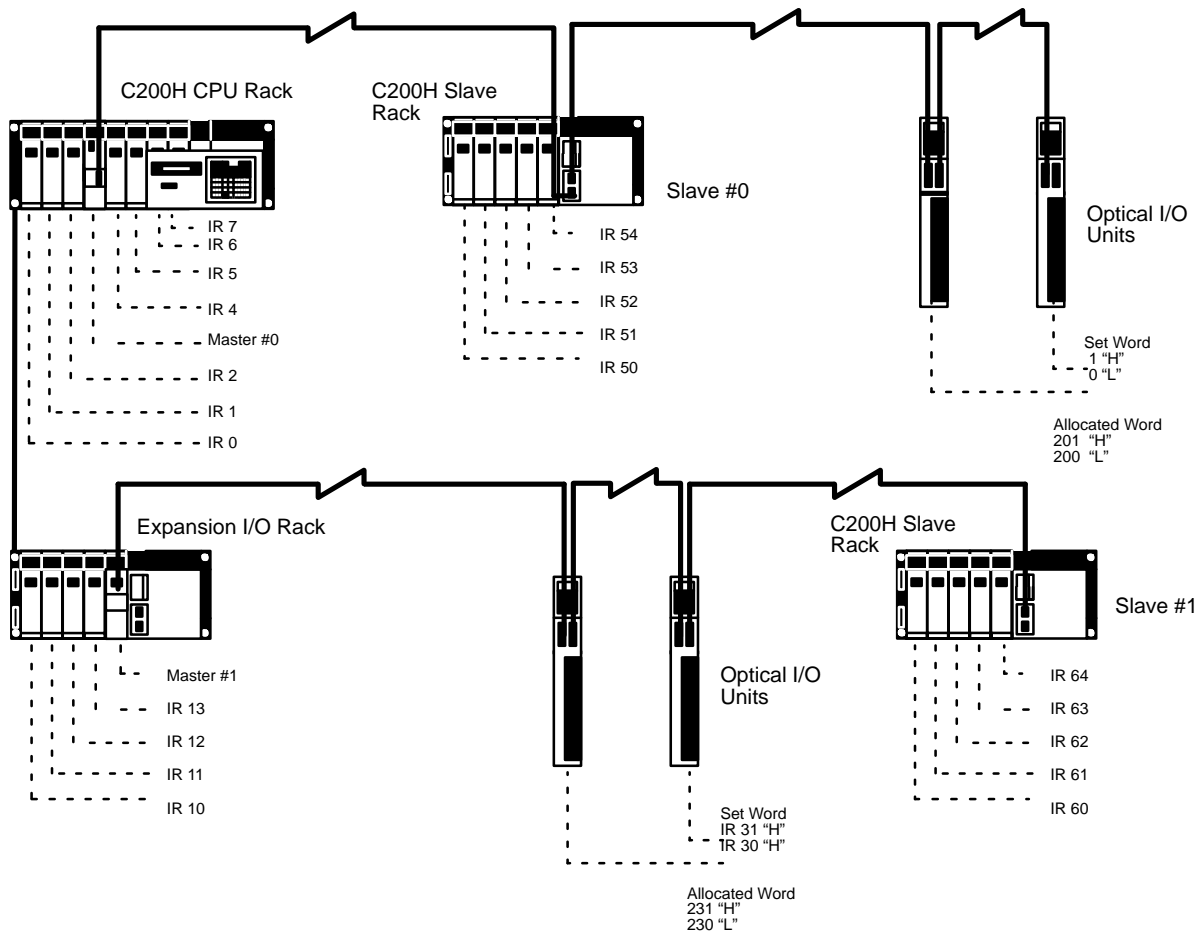 C200H CPU Rack
C200H Slave
Rack
Slave #0
Optical I/O
Units
IR 7
IR 6
IR 5
IR 4
Master #0
IR 2
IR 1
IR 0
IR 54
IR 53
IR 52
IR 51
IR 50
Set Word
1 “H”
0 “L”
Allocated Word
201 “H”
200 “L”
Expansion I/O Rack
C200H Slave
Rack
Slave #1
Master #1
IR 13
IR 12
IR 11
IR 10
Optical I/O
Units
IR 64
IR 63
IR 62
IR 61
IR 60
Set Word
IR 31 “H”
IR 30 “H”
Allocated Word
231 “H”
230 “L”